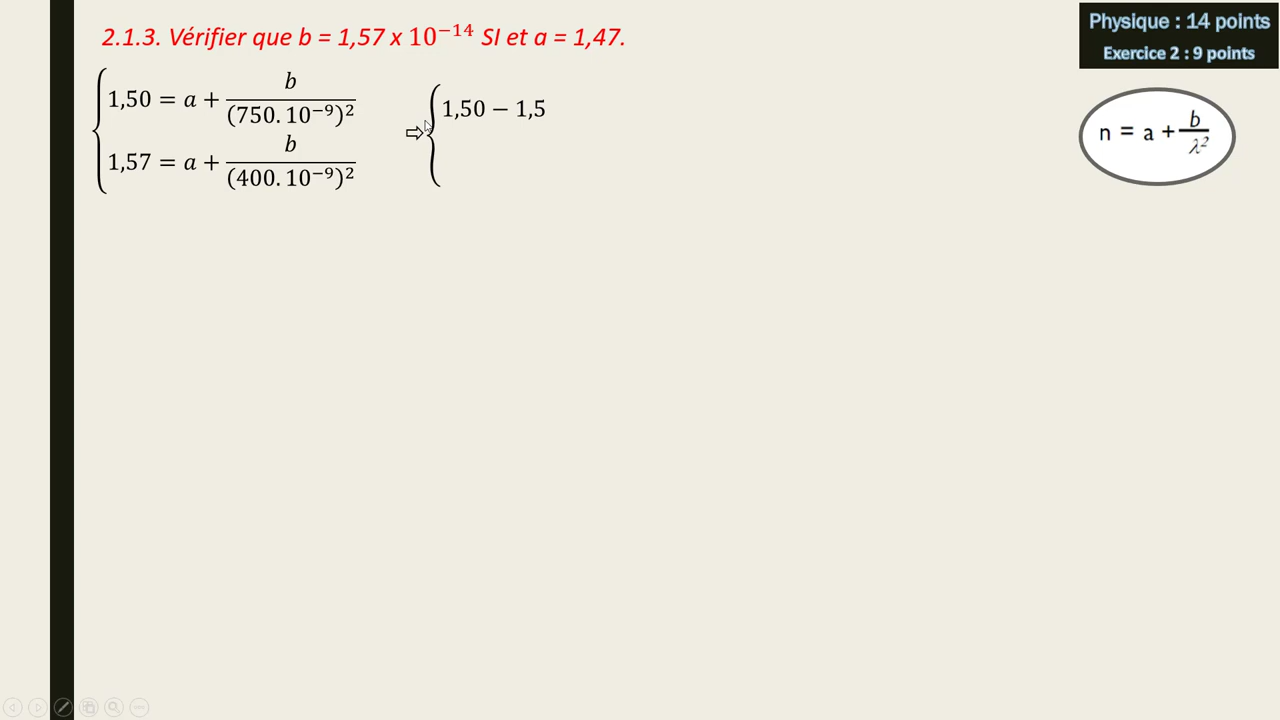 2.1.3. Vérifier que b = 1,57 x 10⁻¹⁴ SI et a = 1,47.
Physique : 14 points
Exercice 2 : 9 points
1,50 = a + b/(750. 10⁻⁹)²
1,57 = a + b/(400. 10⁻⁹)²
⇨ 1,50 − 1,5
n = a + b/λ²